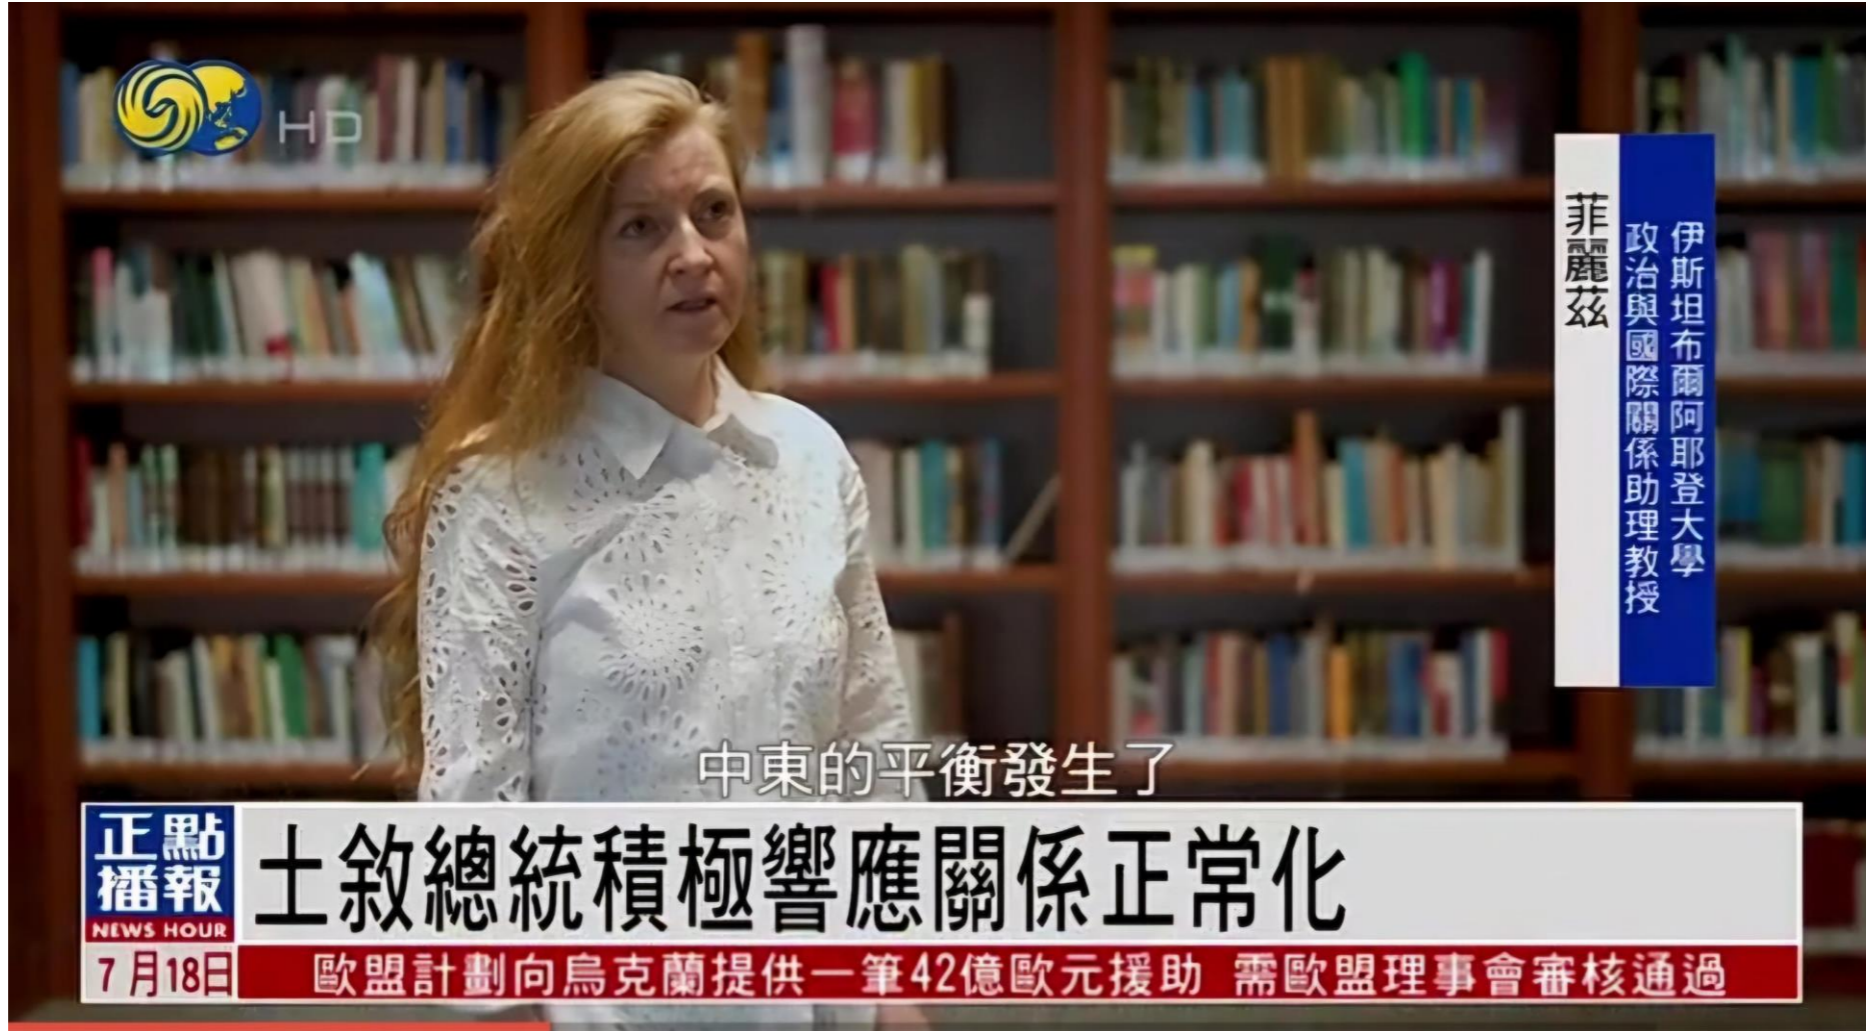 HD
菲麗茲
伊斯坦布爾阿耶登大學
政治與國際關係助理教授
中東的平衡發生了
正點
播報
NEWS HOUR
土敘總統積極響應關係正常化
7月18日
歐盟計劃向烏克蘭提供一筆42億歐元援助 需歐盟理事會審核通過